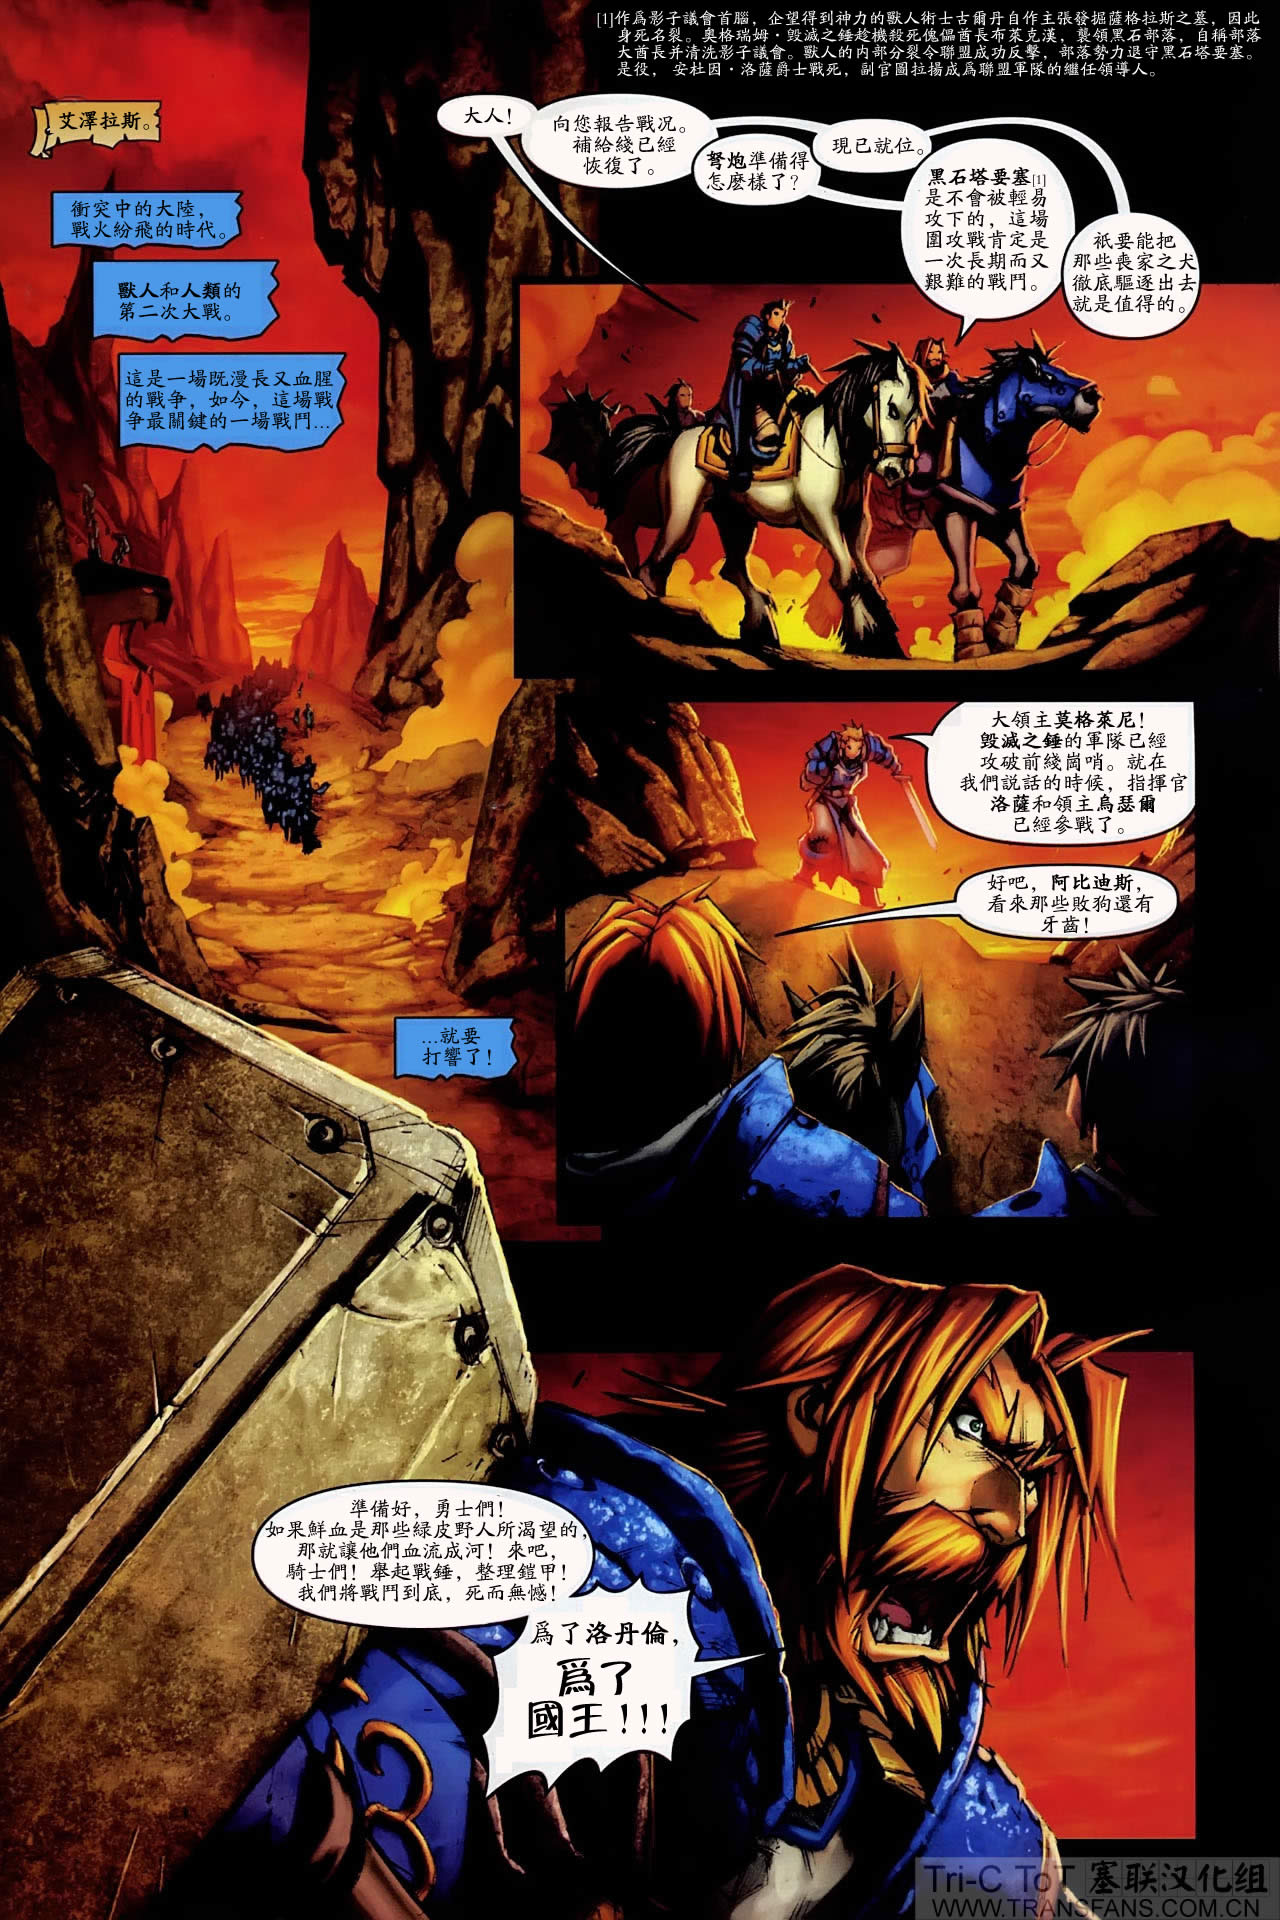 [1]作爲影子議會首腦，企望得到神力的獸人術士古爾丹自作主張發掘薩格拉斯之墓，因此
身死名裂。奧格瑞姆·毀滅之錘趁機殺死傀儡酋長布萊克漢，襲領黑石部落，自稱部落
大酋長并清洗影子議會。獸人的内部分裂令聯盟成功反擊，部落勢力退守黑石塔要塞。
是役， 安杜因·洛薩爵士戰死，副官圖拉揚成爲聯盟軍隊的繼任領導人。
艾澤拉斯。
衝突中的大陸，
戰火紛飛的時代。
獸人和人類的
第二次大戰。
這是一場既漫長又血腥
的戰争，如今，這場戰
争最關鍵的一場戰鬥...
大人！
向您報告戰况。
補給綫已經
恢復了。
弩炮準備得
怎麽樣了？
現已就位。
黑石塔要塞[1]
是不會被輕易
攻下的，這場
圍攻戰肯定是
一次長期而又
艱難的戰鬥。
衹要能把
那些喪家之犬
徹底驅逐出去
就是值得的。
大領主莫格萊尼！
毀滅之錘的軍隊已經
攻破前綫崗哨。就在
我們説話的時候，指揮官
洛薩和領主烏瑟爾
已經參戰了。
好吧，阿比迪斯，
看來那些敗狗還有
牙齒！
...就要
打響了！
準備好，勇士們！
如果鮮血是那些緑皮野人所渴望的，
那就讓他們血流成河！來吧，
騎士們！舉起戰錘，整理鎧甲！
我們將戰鬥到底，死而無憾！
爲了洛丹倫，
爲了
國王！！！
Tri-C ToT 塞联汉化组
WWW.TRANSFANS.COM.CN